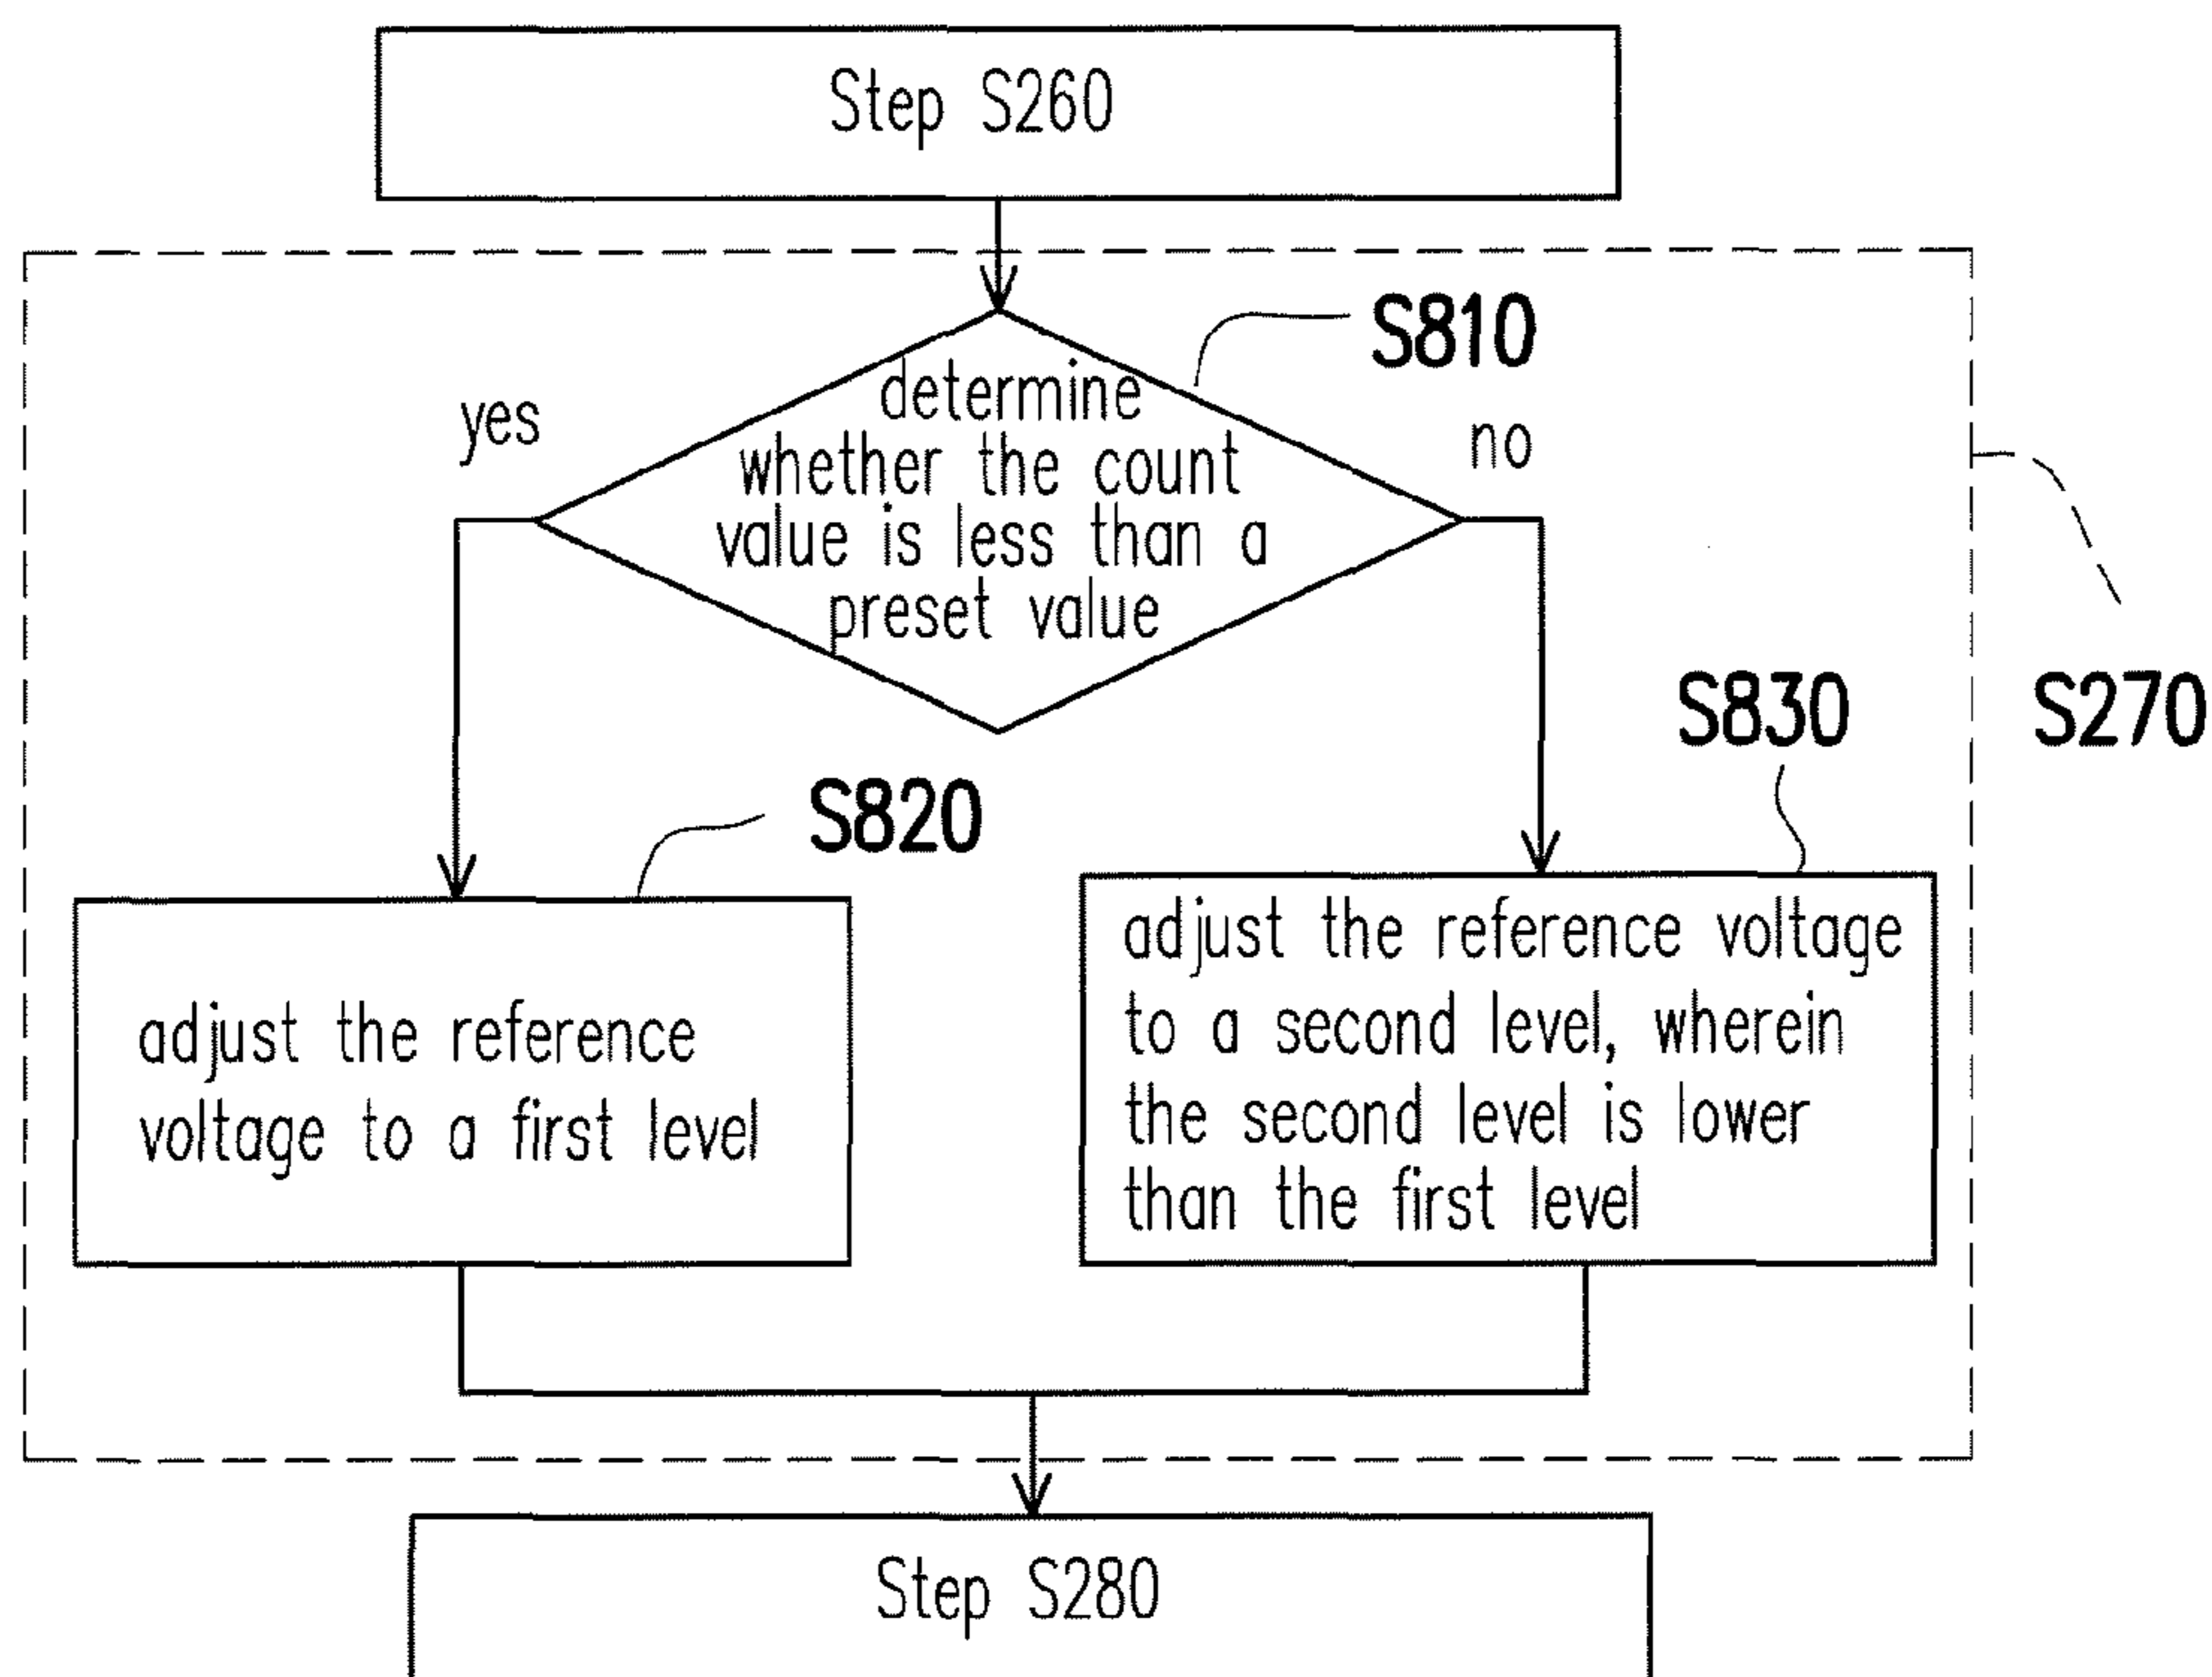 Step S260
S810
yes
no
determine
whether the count
value is less than a
preset value
S830
S270
S820
adjust the reference
voltage to a first level
adjust the reference voltage
to a second level, wherein
the second level is lower
than the first level
Step S280